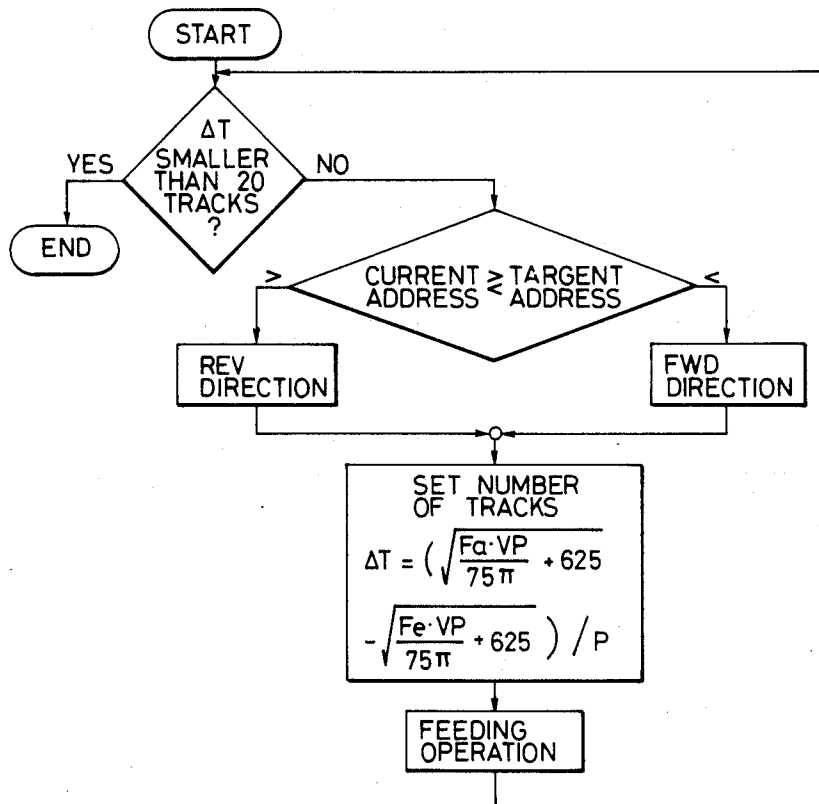 START
ΔT
SMALLER
THAN 20
TRACKS
?
YES
NO
END
CURRENT ≥ TARGENT
ADDRESS < ADDRESS
>
<
REV
DIRECTION
FWD
DIRECTION
SET NUMBER
OF TRACKS
ΔT = (√(Fa·VP/75π + 625)
-√(Fe·VP/75π + 625) ) / P
FEEDING
OPERATION